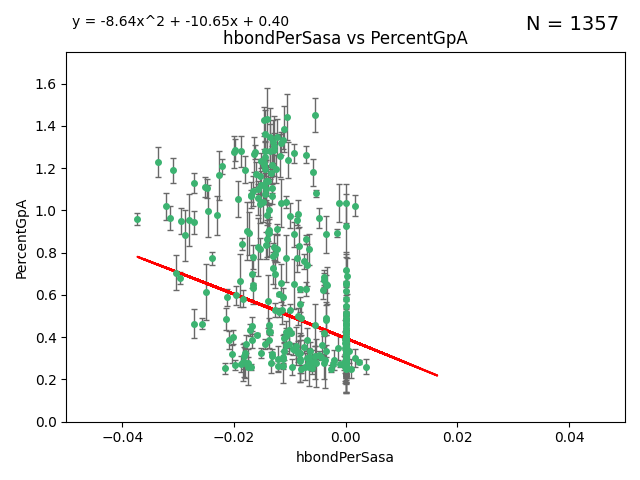 y = -8.64x^2 + -10.65x + 0.40
N = 1357
hbondPerSasa vs PercentGpA
1.6
1.4
1.2
1.0
0.8
0.6
0.4
0.2
0.0
PercentGpA
−0.04
−0.02
0.00
0.02
0.04
hbondPerSasa